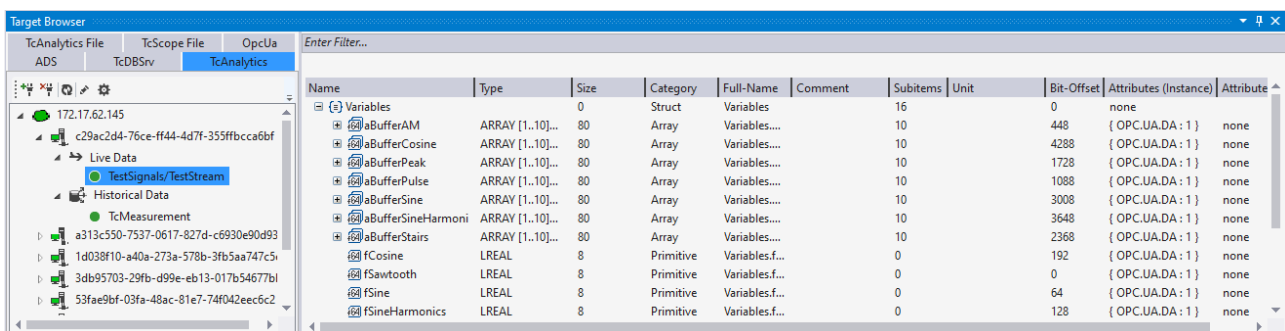 Target Browser
TcAnalytics File TcScope File OpcUa
ADS TcDBSrv TcAnalytics
Enter Filter...
172.17.62.145
c29ac2d4-76ce-ff44-4d7f-355ffbcca6bf
Live Data
TestSignals/TestStream
Historical Data
TcMeasurement
a313c550-7537-0617-827d-c6930e90d93
1d038f10-a40a-273a-578b-3fb5aa747c5
3db95703-29fb-d99e-eb13-017b54677b
53fae9bf-03fa-48ac-81e7-74f042eec6c2
Name Type Size Category Full-Name Comment Subitems Unit Bit-Offset Attributes (Instance) Attribute
Variables 0 Struct Variables 16 0 none
aBufferAM ARRAY [1..10]... 80 Array Variables.... 10 448 { OPC.UA.DA : 1 } none
aBufferCosine ARRAY [1..10]... 80 Array Variables.... 10 4288 { OPC.UA.DA : 1 } none
aBufferPeak ARRAY [1..10]... 80 Array Variables.... 10 1728 { OPC.UA.DA : 1 } none
aBufferPulse ARRAY [1..10]... 80 Array Variables.... 10 1088 { OPC.UA.DA : 1 } none
aBufferSine ARRAY [1..10]... 80 Array Variables.... 10 3008 { OPC.UA.DA : 1 } none
aBufferSineHarmoni ARRAY [1..10]... 80 Array Variables.... 10 3648 { OPC.UA.DA : 1 } none
aBufferStairs ARRAY [1..10]... 80 Array Variables.... 10 2368 { OPC.UA.DA : 1 } none
fCosine LREAL 8 Primitive Variables.f... 0 192 { OPC.UA.DA : 1 } none
fSawtooth LREAL 8 Primitive Variables.f... 0 0 { OPC.UA.DA : 1 } none
fSine LREAL 8 Primitive Variables.f... 0 64 { OPC.UA.DA : 1 } none
fSineHarmonics LREAL 8 Primitive Variables.f... 0 128 { OPC.UA.DA : 1 } none